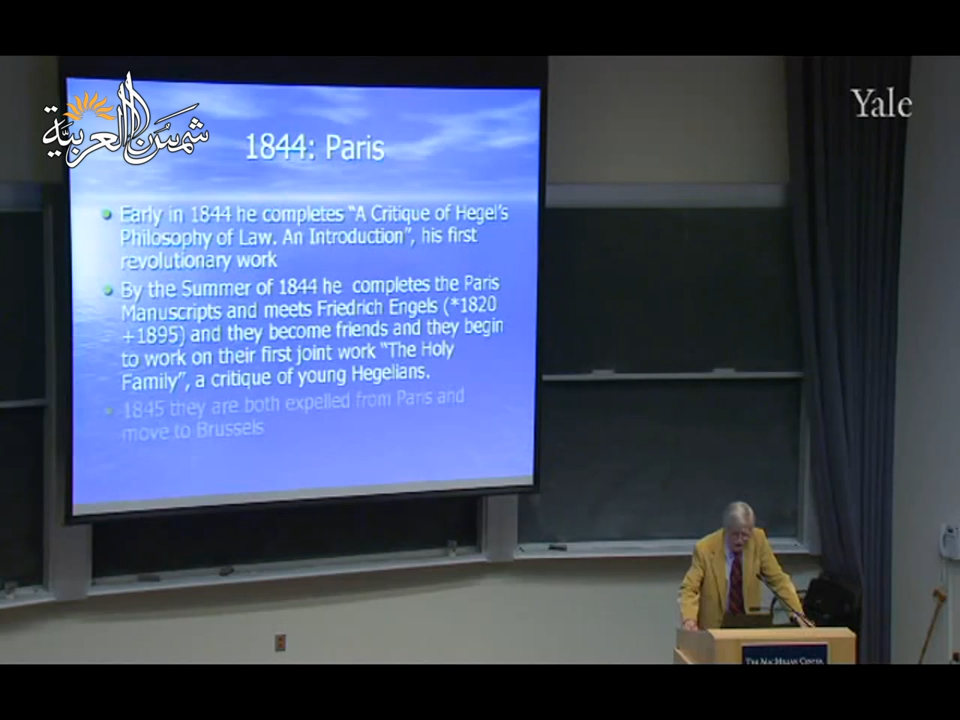 شمس العربية
Yale
1844: Paris
• Early in 1844 he completes “A Critique of Hegel’s
Philosophy of Law. An Introduction”, his first
revolutionary work
• By the Summer of 1844 he completes the Paris
Manuscripts and meets Friedrich Engels (*1820
+1895) and they become friends and they begin
to work on their first joint work “The Holy
Family”, a critique of young Hegelians.
• 1845 they are both expelled from Paris and
move to Brussels
THE MACMILLAN CENTER